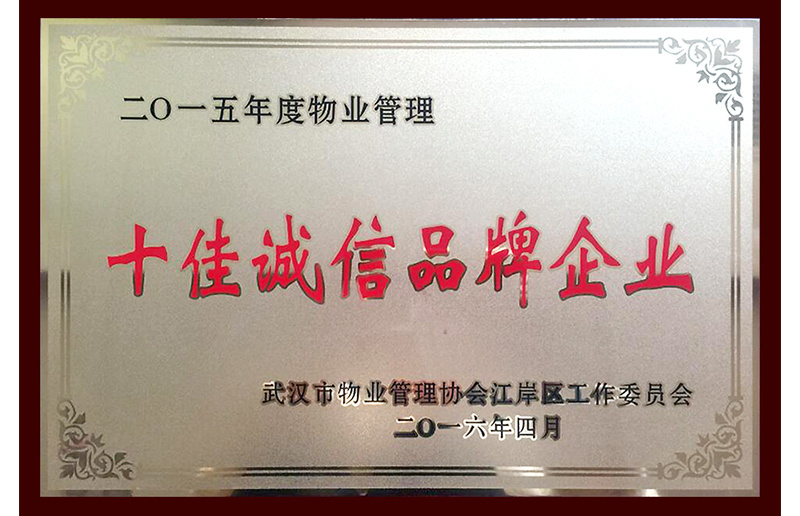 二〇一五年度物业管理
十佳诚信品牌企业
武汉市物业管理协会江岸区工作委员会
二〇一六年四月